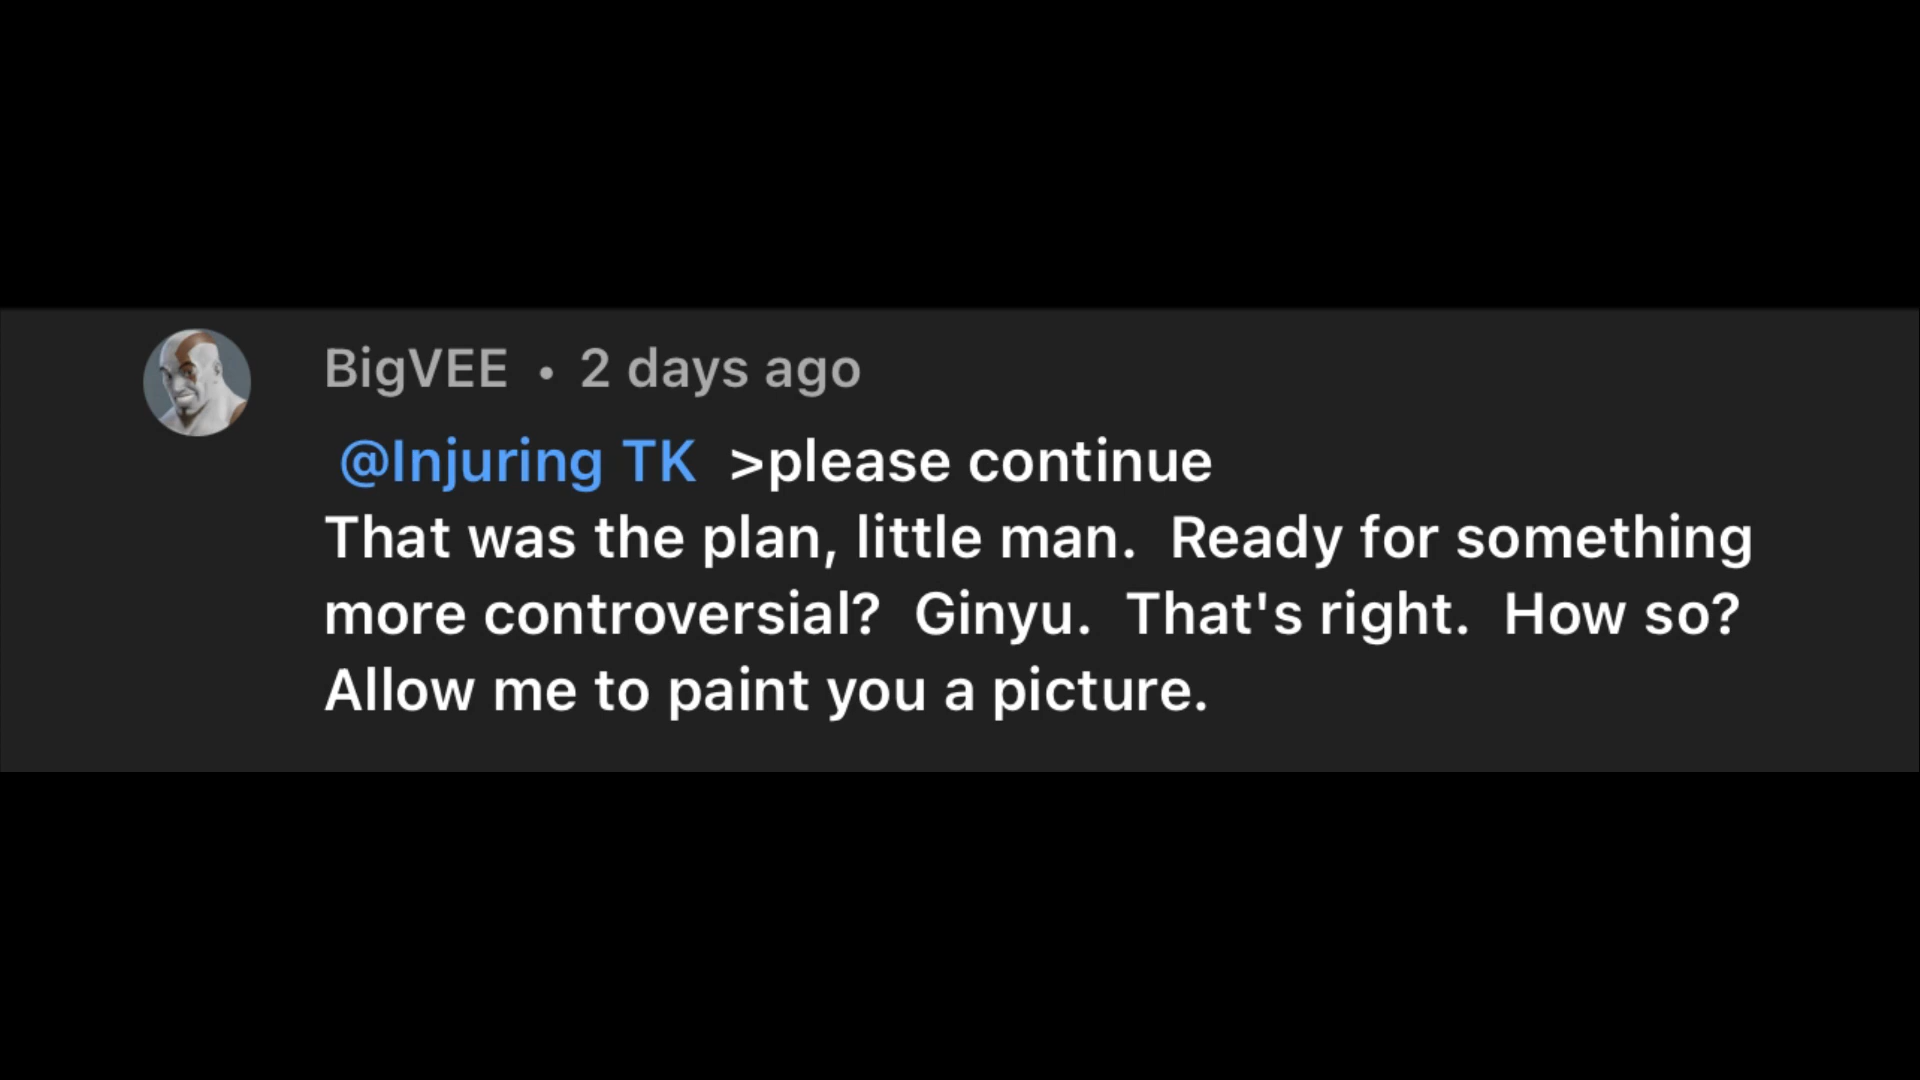 BigVEE • 2 days ago
@Injuring TK >please continue
That was the plan, little man. Ready for something
more controversial? Ginyu. That's right. How so?
Allow me to paint you a picture.